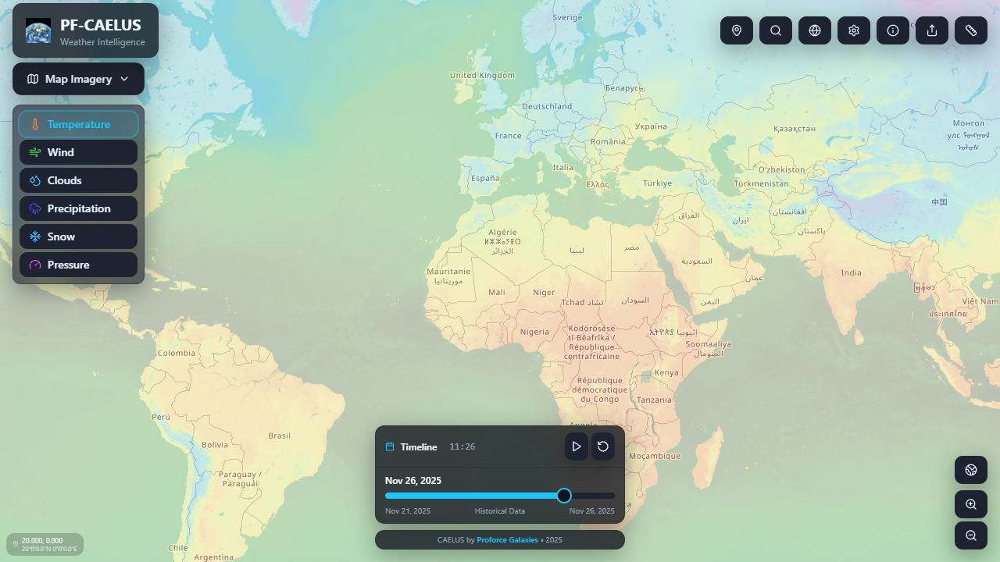 PF-CAELUS
Weather Intelligence
Map Imagery
Temperature
Wind
Clouds
Precipitation
Snow
Pressure
Sverige
United Kingdom
Беларусь
Deutschland
Україна
France
România
Italia
España
Ελλάς
Türkiye
Қазақстан
Oʻzbekiston
Türkmenistan
Монгол
улс
中国
افغانستان
ایران
پاکستان
العراق
Algérie
ⵍⵣⵣⴰⵢⴻⵔ
الجزائر
ليبيا
مصر
السعودية
عمان
اليمن
India
Mauritanie
موريتانيا
Mali
Niger
Tchad تشاد
السودان
Nigeria
Ködörösêse
tî Bêafrîka /
République
centrafricaine
ኢትዮጵያ إثيوبيا
Soomaaliya
الصومال
မြန်မာ
Việt Nam
ประเทศไทย
Kenya
République
démocratique
du Congo
Tanzania
Angola
Moçambique
Colombia
Perú
Brasil
Bolivia
Paraguay /
Paraguái
Chile
Argentina
Timeline 11:26
Nov 26, 2025
Nov 21, 2025 Historical Data Nov 26, 2025
CAELUS by Proforce Galaxies • 2025
20.000, 0.000
20°0'0.0"N 0°0'0.0"E